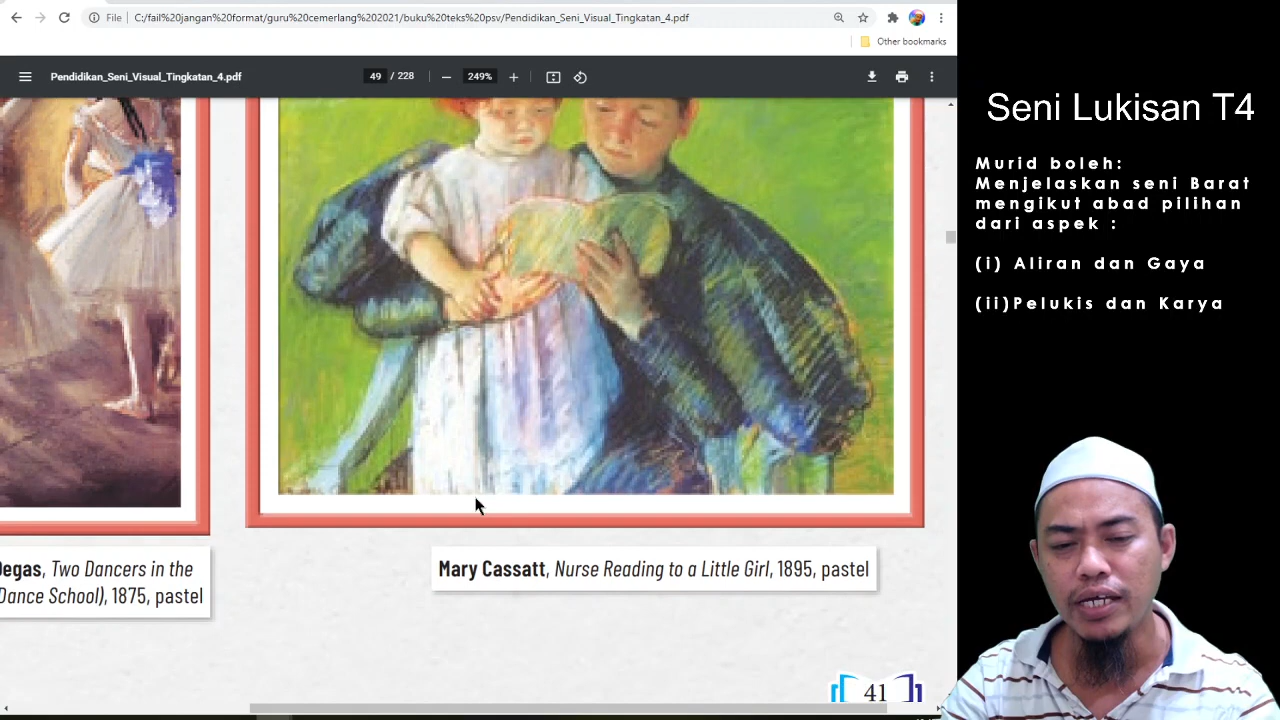 File
C:/fail%20jangan%20format/guru%20cemerlang%202021/buku%20teks%20psv/Pendidikan_Seni_Visual_Tingkatan_4.pdf
Other bookmarks
Pendidikan_Seni_Visual_Tingkatan_4.pdf
49 / 228
249%
Degas, Two Dancers in the
Dance School), 1875, pastel
Mary Cassatt, Nurse Reading to a Little Girl, 1895, pastel
41
Seni Lukisan T4
Murid boleh:
Menjelaskan seni Barat
mengikut abad pilihan
dari aspek :
(i) Aliran dan Gaya
(ii)Pelukis dan Karya